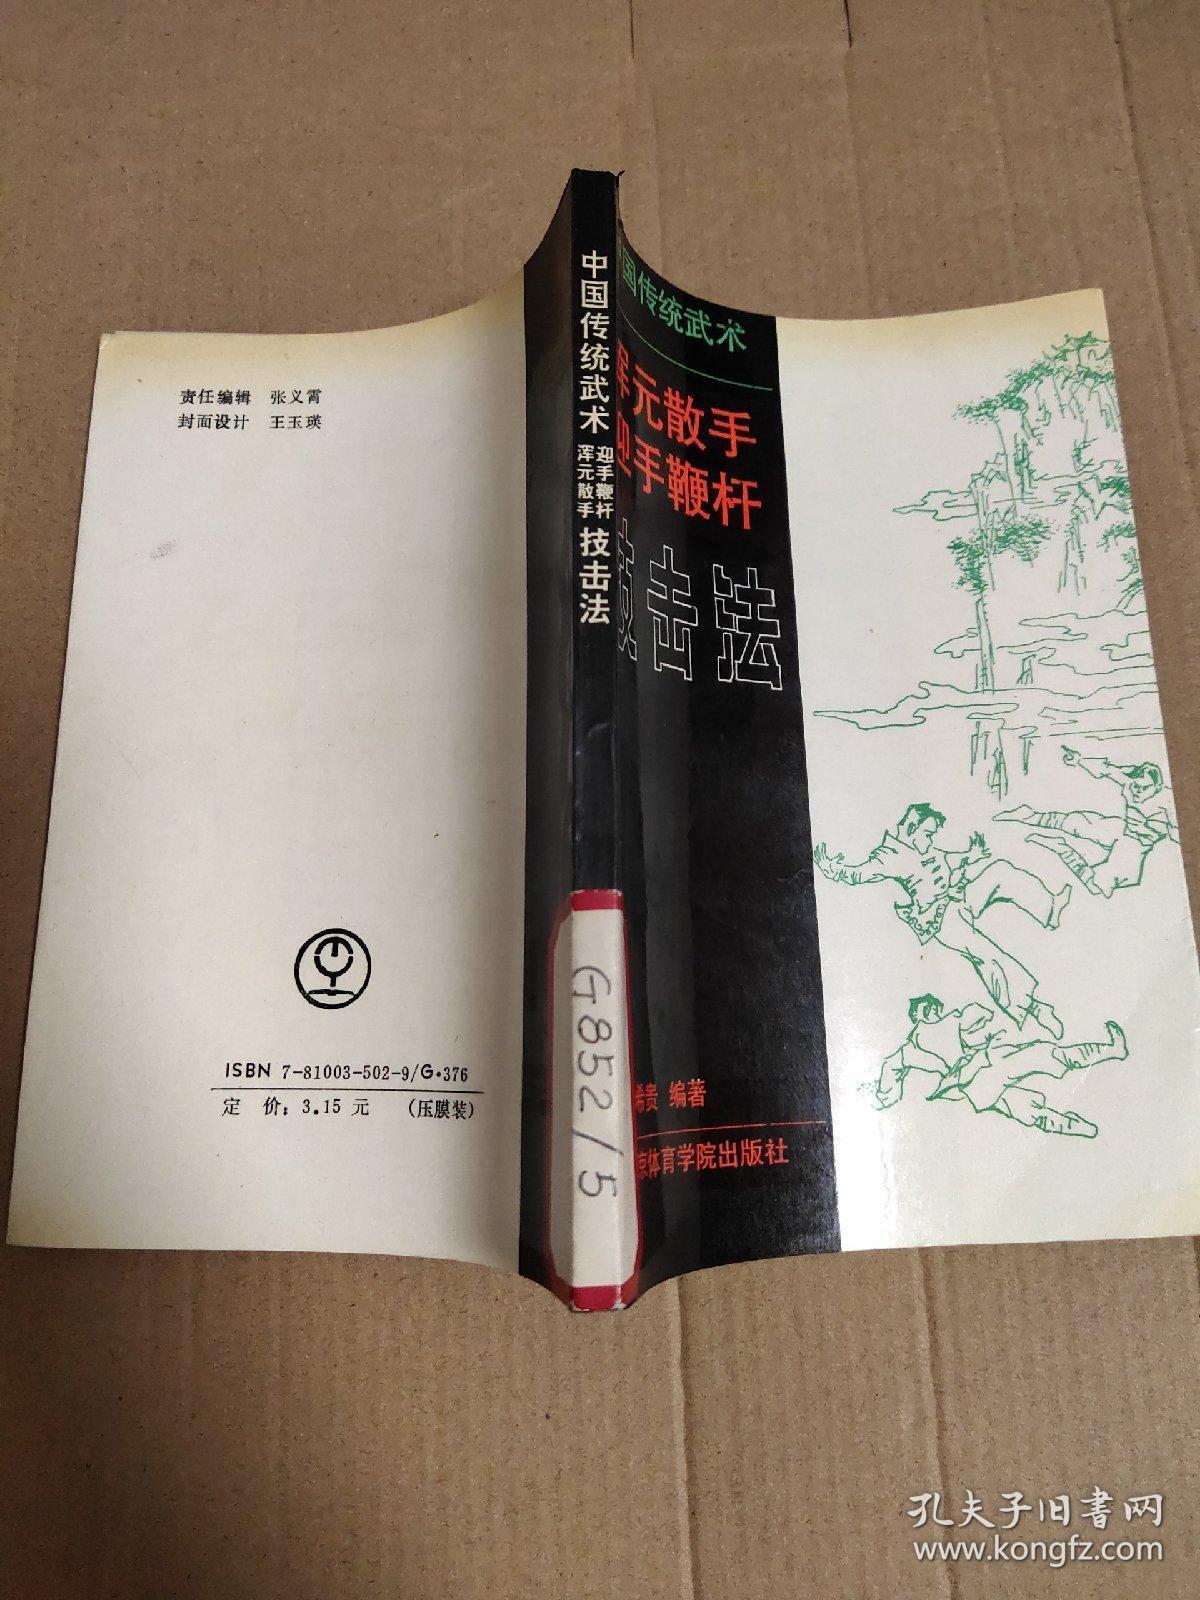 责任编辑 张义霄
封面设计 王玉瑛
ISBN 7-81003-502-9/G·376
定 价：3.15 元 (压膜装)
中国传统武术
浑元散手
迎手鞭杆
技击法
G852/5
国传统武术
浑元散手
迎手鞭杆
技击法
希贵 编著
京体育学院出版社
孔夫子旧书网
www.kongfz.com